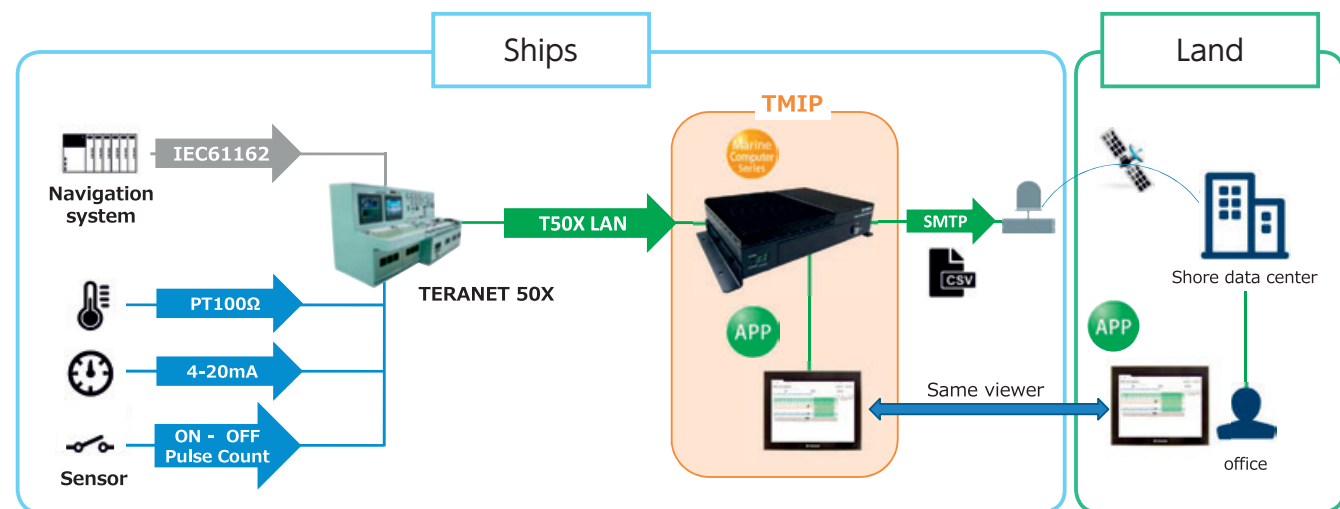 Ships
Land
TMIP
Marine
Computer
Series
IEC61162
Navigation
system
T50X LAN
SMTP
CSV
TERANET 50X
Shore data center
PT100Ω
APP
APP
4-20mA
Same viewer
ON - OFF
Pulse Count
Sensor
office